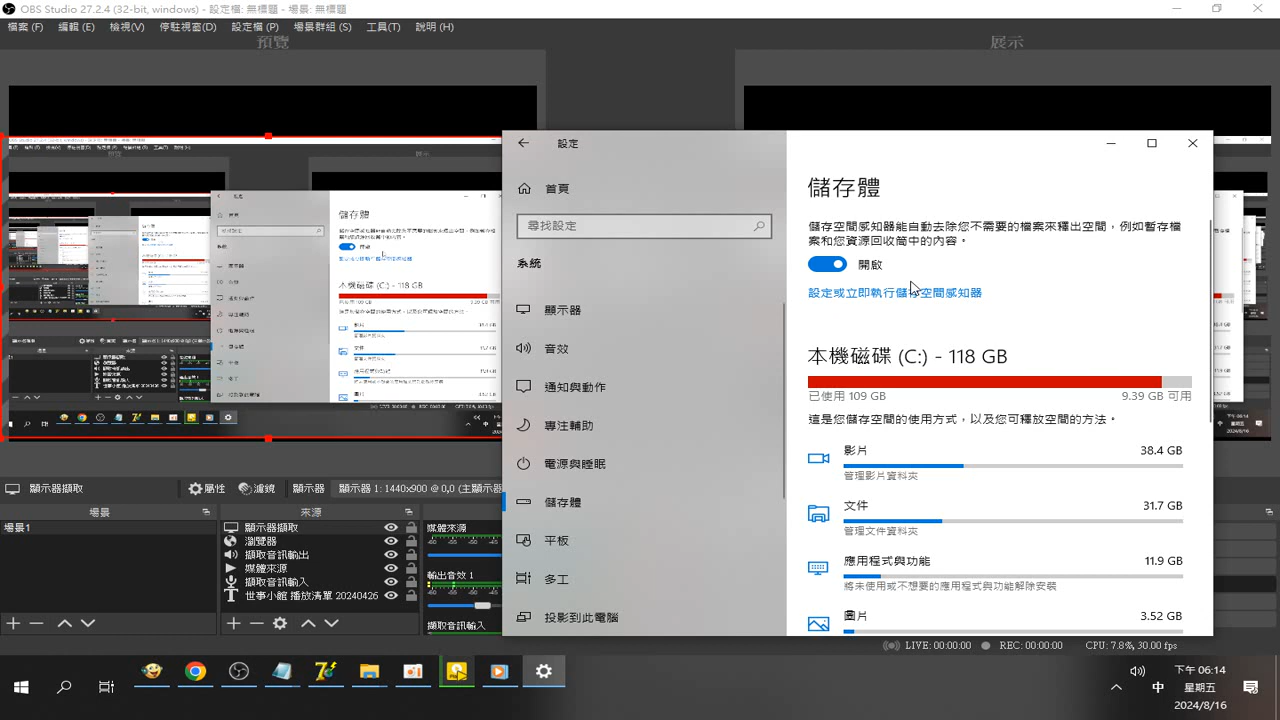 OBS Studio 27.2.4 (32-bit, windows) - 設定檔: 無標題 - 場景: 無標題
檔案 (F) 編輯 (E) 檢視(V) 停駐視窗(D) 設定檔 (P) 場景群組 (S) 工具(T) 說明 (H)
預覽
展示
設定
首頁
尋找設定
系統
顯示器
音效
通知與動作
專注輔助
電源與睡眠
儲存體
平板
多工
投影到此電腦
儲存體
儲存空間感知器能自動去除您不需要的檔案來釋出空間，例如暫存檔
案和您資源回收筒中的內容。
開啟
設定或立即執行儲存空間感知器
本機磁碟 (C:) - 118 GB
已使用 109 GB
9.39 GB 可用
這是您儲存空間的使用方式，以及您可釋放空間的方法。
影片
38.4 GB
管理影片資料夾
文件
31.7 GB
管理文件資料夾
應用程式與功能
11.9 GB
將未使用或不想要的應用程式與功能解除安裝
圖片
3.52 GB
顯示器擷取
屬性
濾鏡
顯示器
顯示器 1: 1440x900 @ 0,0 (主顯示器
場景
來源
場景1
顯示器擷取
瀏覽器
擷取音訊輸出
媒體來源
擷取音訊輸入
世事小弟 播放清單 20240426
媒體來源
-60 -55 -50 -45
輸出音效 1
-60 -55 -50 -45
擷取音訊輸入
LIVE: 00:00:00
REC: 00:00:00
CPU: 7.8%, 30.00 fps
中
下午 06:14
星期五
2024/8/16